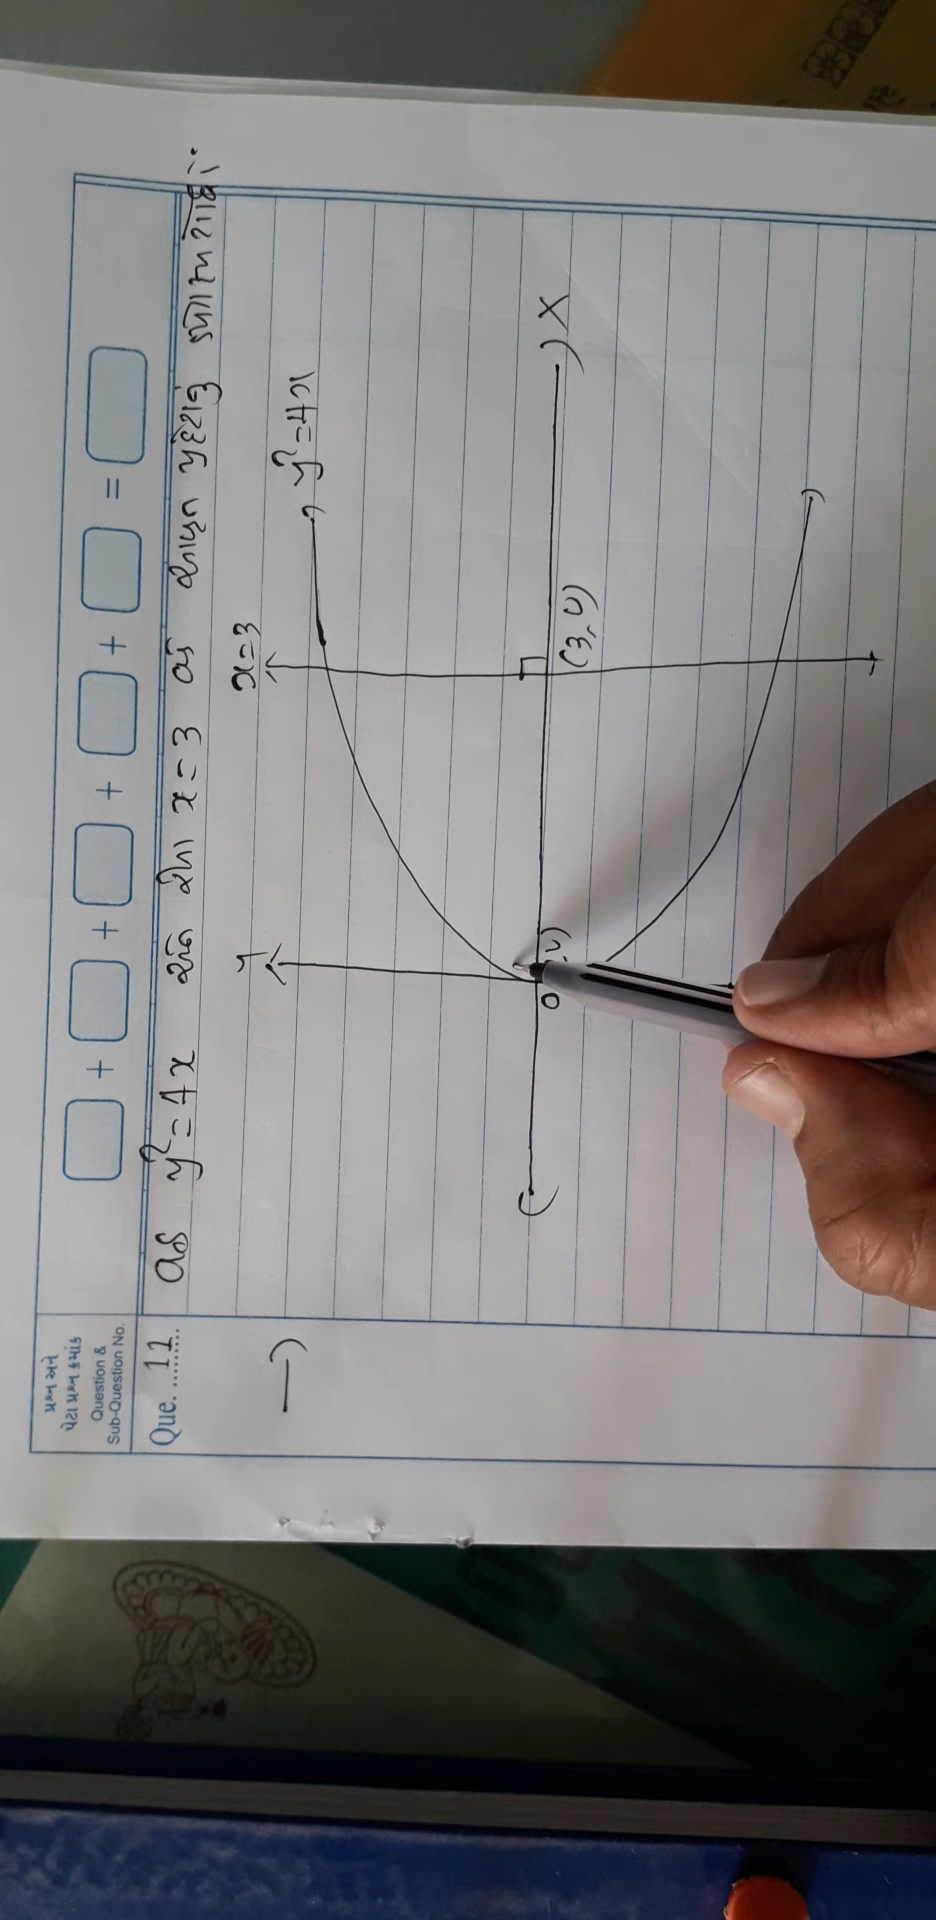 પ્રશ્ન અને
પેટા પ્રશ્ન ક્રમાંક
Question &
Sub-Question No.
+ + + + + =
Que. 11
વક્ર y²=4x અને રેખા x=3 વડે આવૃત્ત પ્રદેશનું
→
x=3
Y
y²=4x
X
O
(3,0)